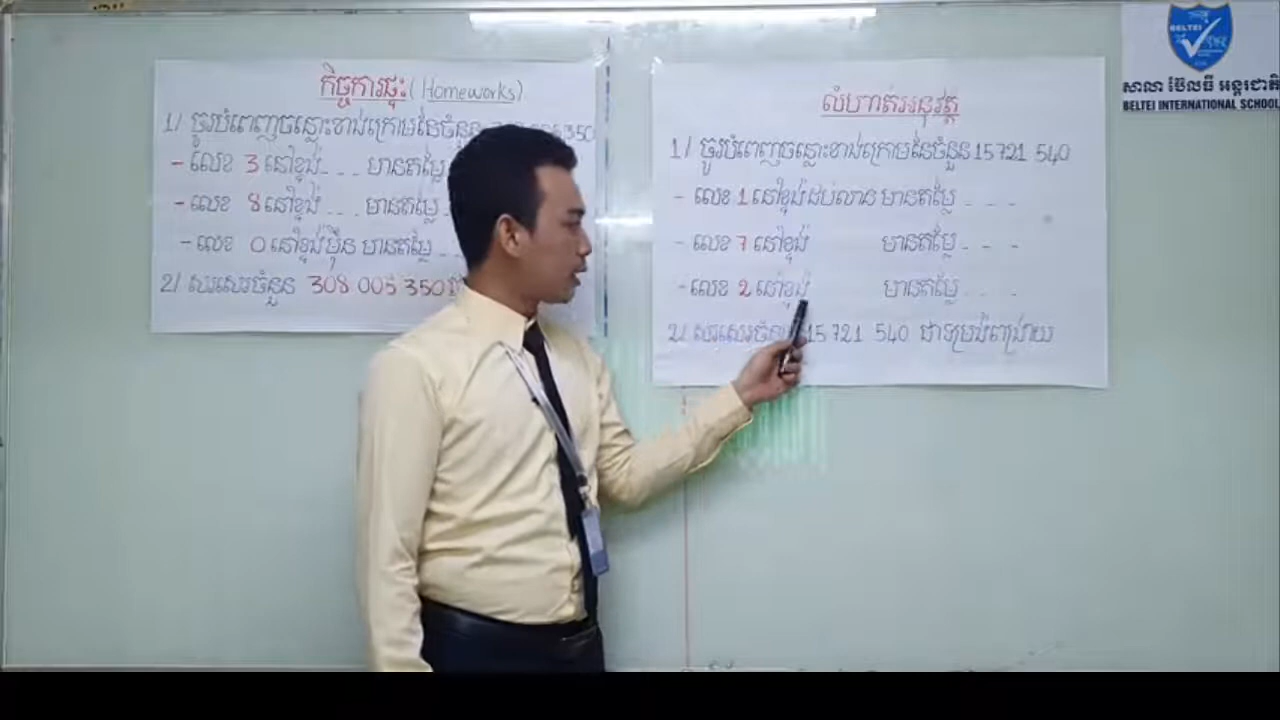 កិច្ចការផ្ទះ (Homeworks)
1/ ចូរបំពេញចន្លោះខាងក្រោមនៃចំនួន 350
- លេខ 3 នៅខ្ទង់ . . . មានតម្លៃ
- លេខ 8 នៅខ្ទង់ . . . មានតម្លៃ
- លេខ 0 នៅខ្ទង់ម៉ឺន មានតម្លៃ . .
2/ សរសេរចំនួន 308 005 350
លំហាត់អនុវត្ត
1/ ចូរបំពេញចន្លោះខាងក្រោមនៃចំនួន 15 721 540
- លេខ 1 នៅខ្ទង់ដប់លាន មានតម្លៃ . . .
- លេខ 7 នៅខ្ទង់ មានតម្លៃ . . .
- លេខ 2 នៅខ្ទង់ មានតម្លៃ . . .
2/ សរសេរចំនួន 15 721 540 ជាទម្រង់ពង្រាយ
BELTEI
សាលា ប៊ែលធី អន្តរជាតិ
BELTEI INTERNATIONAL SCHOOL